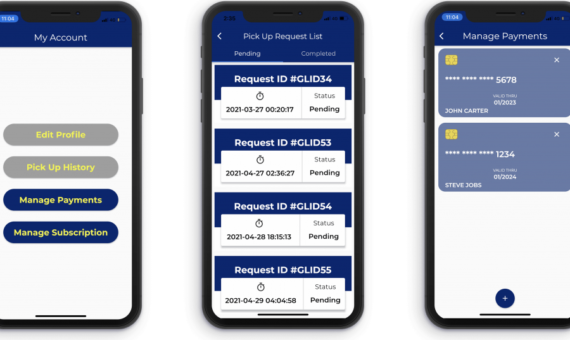 11:04
My Account
Edit Profile
Pick Up History
Manage Payments
Manage Subscription
Pick Up Request List
Pending
Completed
Request ID #GLID34
Status
2021-03-27 00:20:17
Pending
Request ID #GLID53
Status
2021-04-27 02:36:27
Pending
Request ID #GLID54
Status
2021-04-28 18:15:13
Pending
Request ID #GLID55
Status
2021-04-29 04:04:58
Pending
11:04
Manage Payments
**** **** **** 5678
VALID THRU
01/2023
JOHN CARTER
**** **** **** 1234
VALID THRU
01/2024
STEVE JOBS